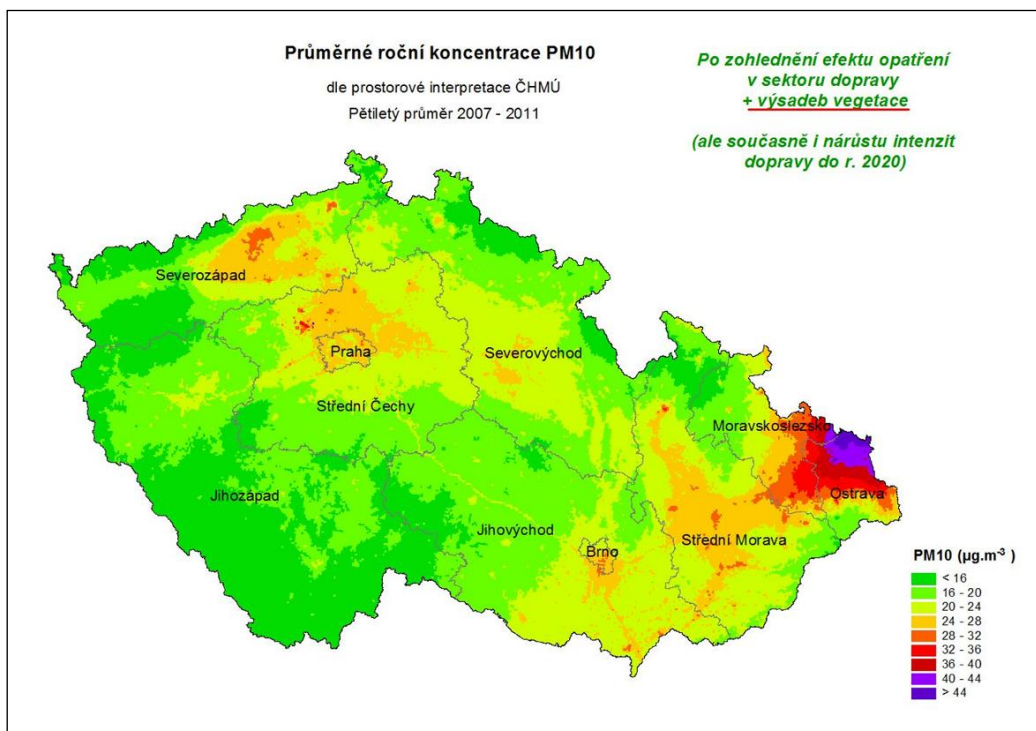 Průměrné roční koncentrace PM10
dle prostorové interpretace ČHMÚ
Pětiletý průměr 2007 - 2011
Po zohlednění efektu opatření
v sektoru dopravy
+ výsadeb vegetace
(ale současně i nárůstu intenzit
dopravy do r. 2020)
Severozápad
Praha
Severovýchod
Střední Čechy
Moravskoslezsko
Jihozápad
Ostrava
Jihovýchod
Brno
Střední Morava
PM10 (µg.m-³)
< 16
16 - 20
20 - 24
24 - 28
28 - 32
32 - 36
36 - 40
40 - 44
> 44